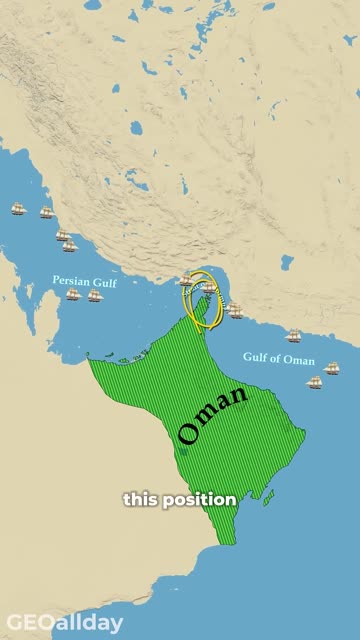 Persian Gulf
Gulf of Oman
Oman
this position
GEOallday